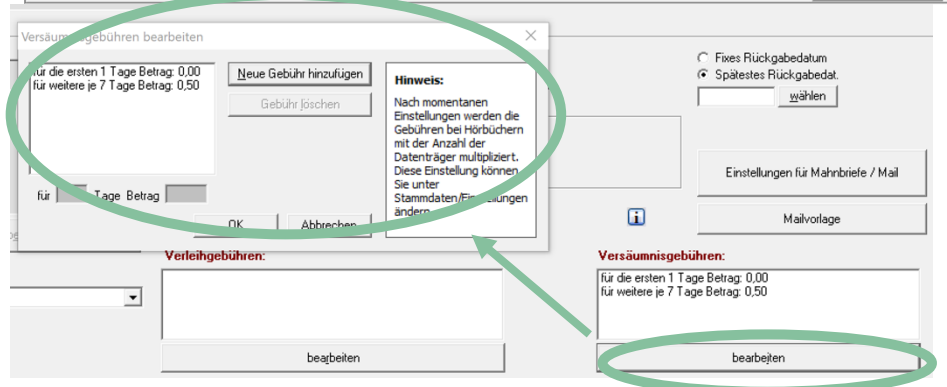 Versäumnisgebühren bearbeiten
für die ersten 1 Tage Betrag: 0,00
für weitere je 7 Tage Betrag: 0,50
Neue Gebühr hinzufügen
Gebühr löschen
für Tage Betrag
OK
Abbrechen
Hinweis:
Nach momentanen
Einstellungen werden die
Gebühren bei Hörbüchern
mit der Anzahl der
Datenträger multipliziert.
Diese Einstellung können
Sie unter
Stammdaten/Einstellungen
ändern
Fixes Rückgabedatum
Spätestes Rückgabedat.
wählen
Einstellungen für Mahnbriefe / Mail
i
Mailvorlage
Verleihgebühren:
bearbeiten
Versäumnisgebühren:
für die ersten 1 Tage Betrag: 0,00
für weitere je 7 Tage Betrag: 0,50
bearbeiten